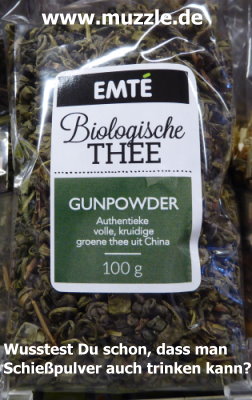 www.muzzle.de
EMTÉ
Biologische
THEE
GUNPOWDER
Authentieke
volle, kruidige
groene thee uit China
100 g
Wusstest Du schon, dass man
Schießpulver auch trinken kann?